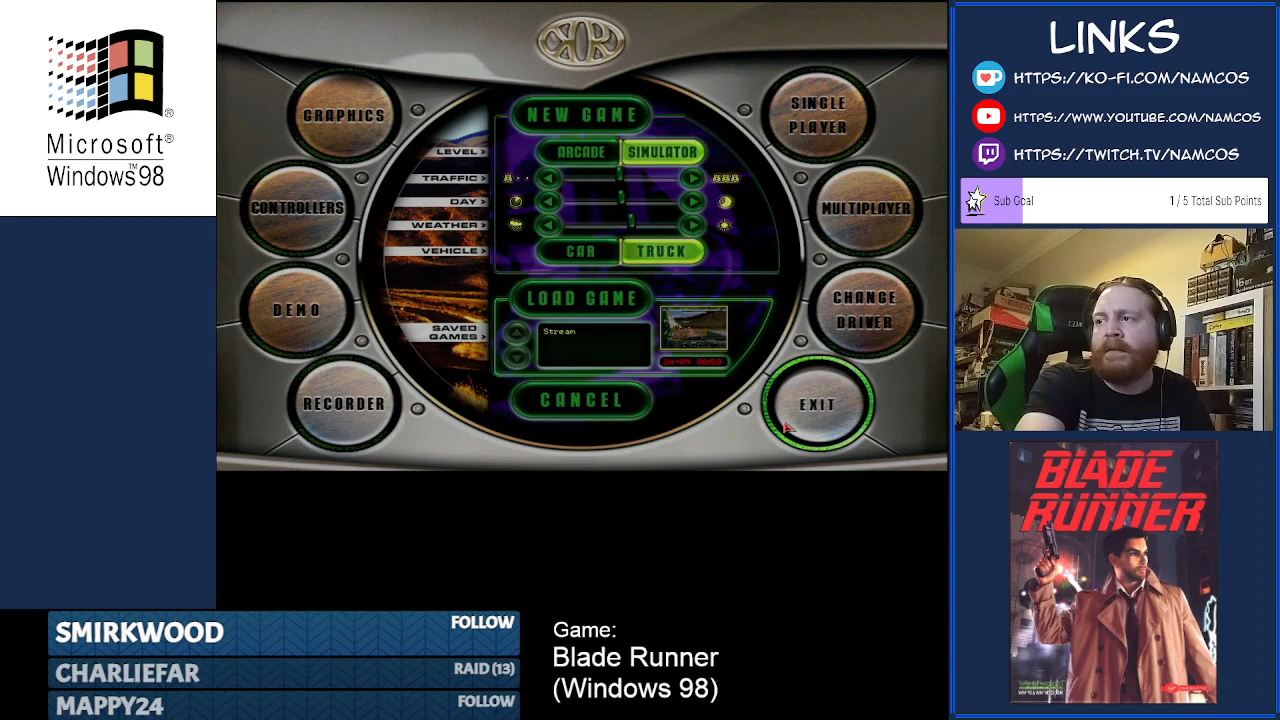 Microsoft®
Windows™98
®
GRAPHICS
CONTROLLERS
DEMO
RECORDER
NEW GAME
LEVEL >
ARCADE
SIMULATOR
TRAFFIC >
DAY >
WEATHER >
VEHICLE >
CAR
TRUCK
LOAD GAME
SAVED
GAMES >
Stream
CANCEL
SINGLE
PLAYER
MULTIPLAYER
CHANGE
DRIVER
EXIT
LINKS
HTTPS://KO-FI.COM/NAMCOS
HTTPS://WWW.YOUTUBE.COM/NAMCOS
HTTPS://TWITCH.TV/NAMCOS
Sub Goal
1 / 5 Total Sub Points
BLADE
RUNNER
SMIRKWOOD
FOLLOW
CHARLIEFAR
RAID (13)
MAPPY24
FOLLOW
Game:
Blade Runner
(Windows 98)